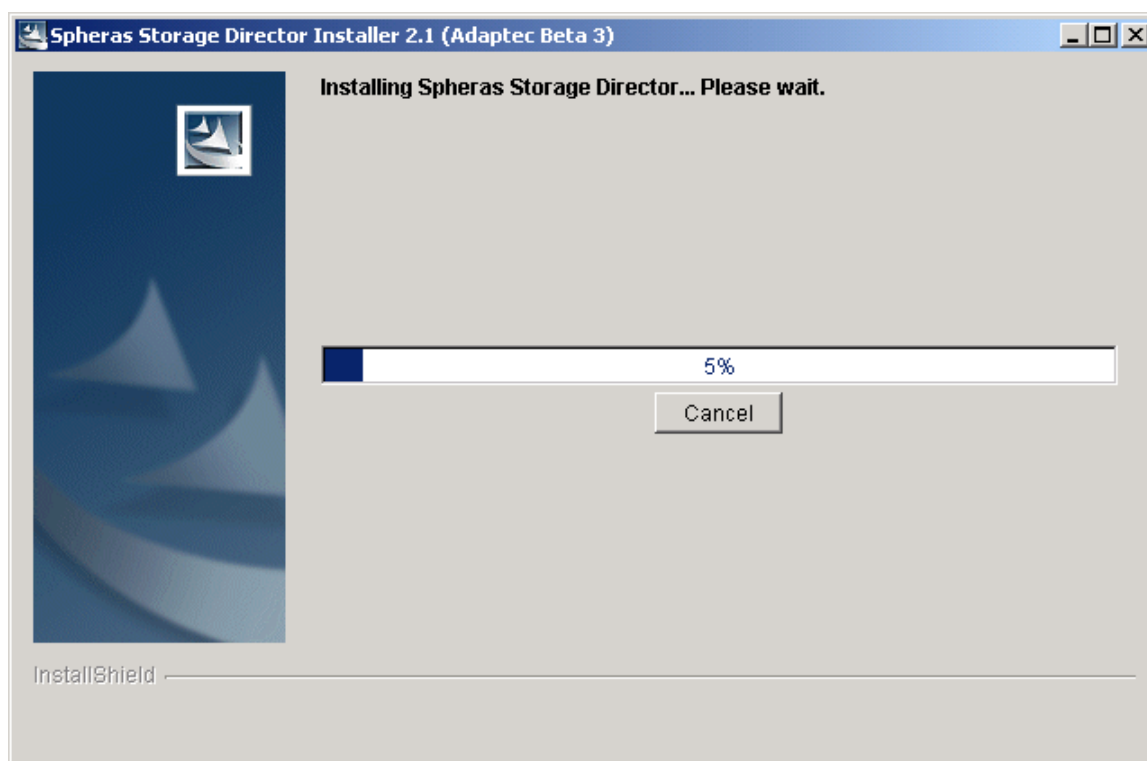 Spheras Storage Director Installer 2.1 (Adaptec Beta 3)
Installing Spheras Storage Director... Please wait.
5%
Cancel
InstallShield